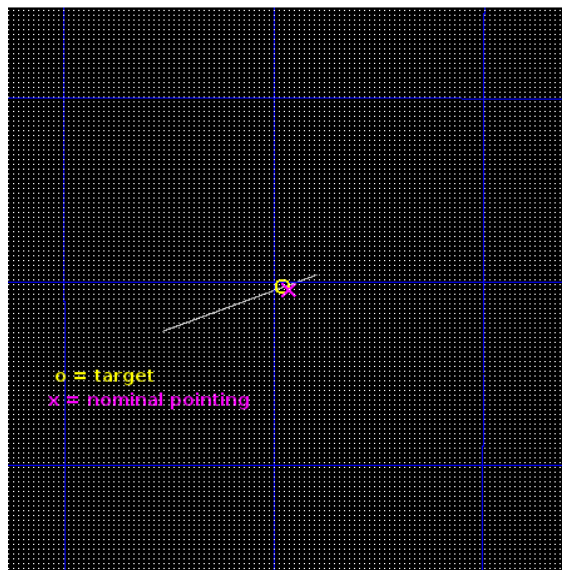 o = target
x = nominal pointing